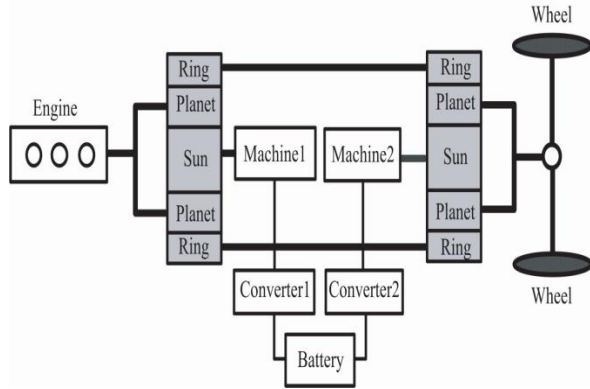 Wheel
Ring
Ring
Engine
Planet
Planet
Sun
Machine1
Machine2
Sun
Planet
Planet
Ring
Ring
Converter1
Converter2
Wheel
Battery